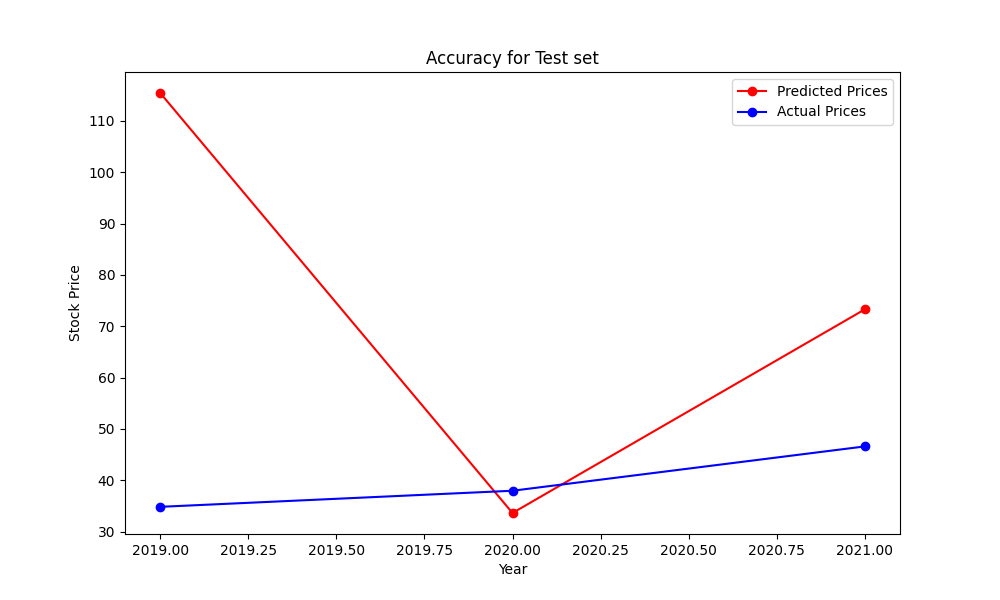 Accuracy for Test set
Predicted Prices
Actual Prices
Stock Price
110
100
90
80
70
60
50
40
30
2019.00 2019.25 2019.50 2019.75 2020.00 2020.25 2020.50 2020.75 2021.00
Year